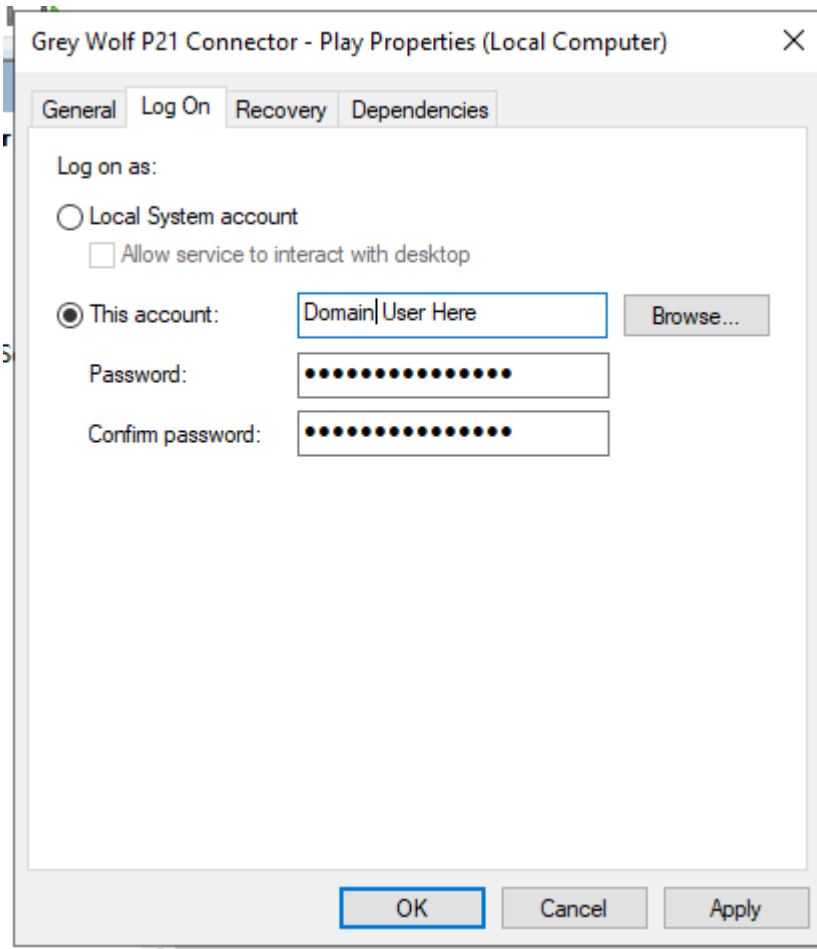 Grey Wolf P21 Connector - Play Properties (Local Computer)
General Log On Recovery Dependencies
Log on as:
Local System account
Allow service to interact with desktop
This account: Domain User Here Browse...
Password: •••••••••••••••
Confirm password: •••••••••••••••
OK Cancel Apply